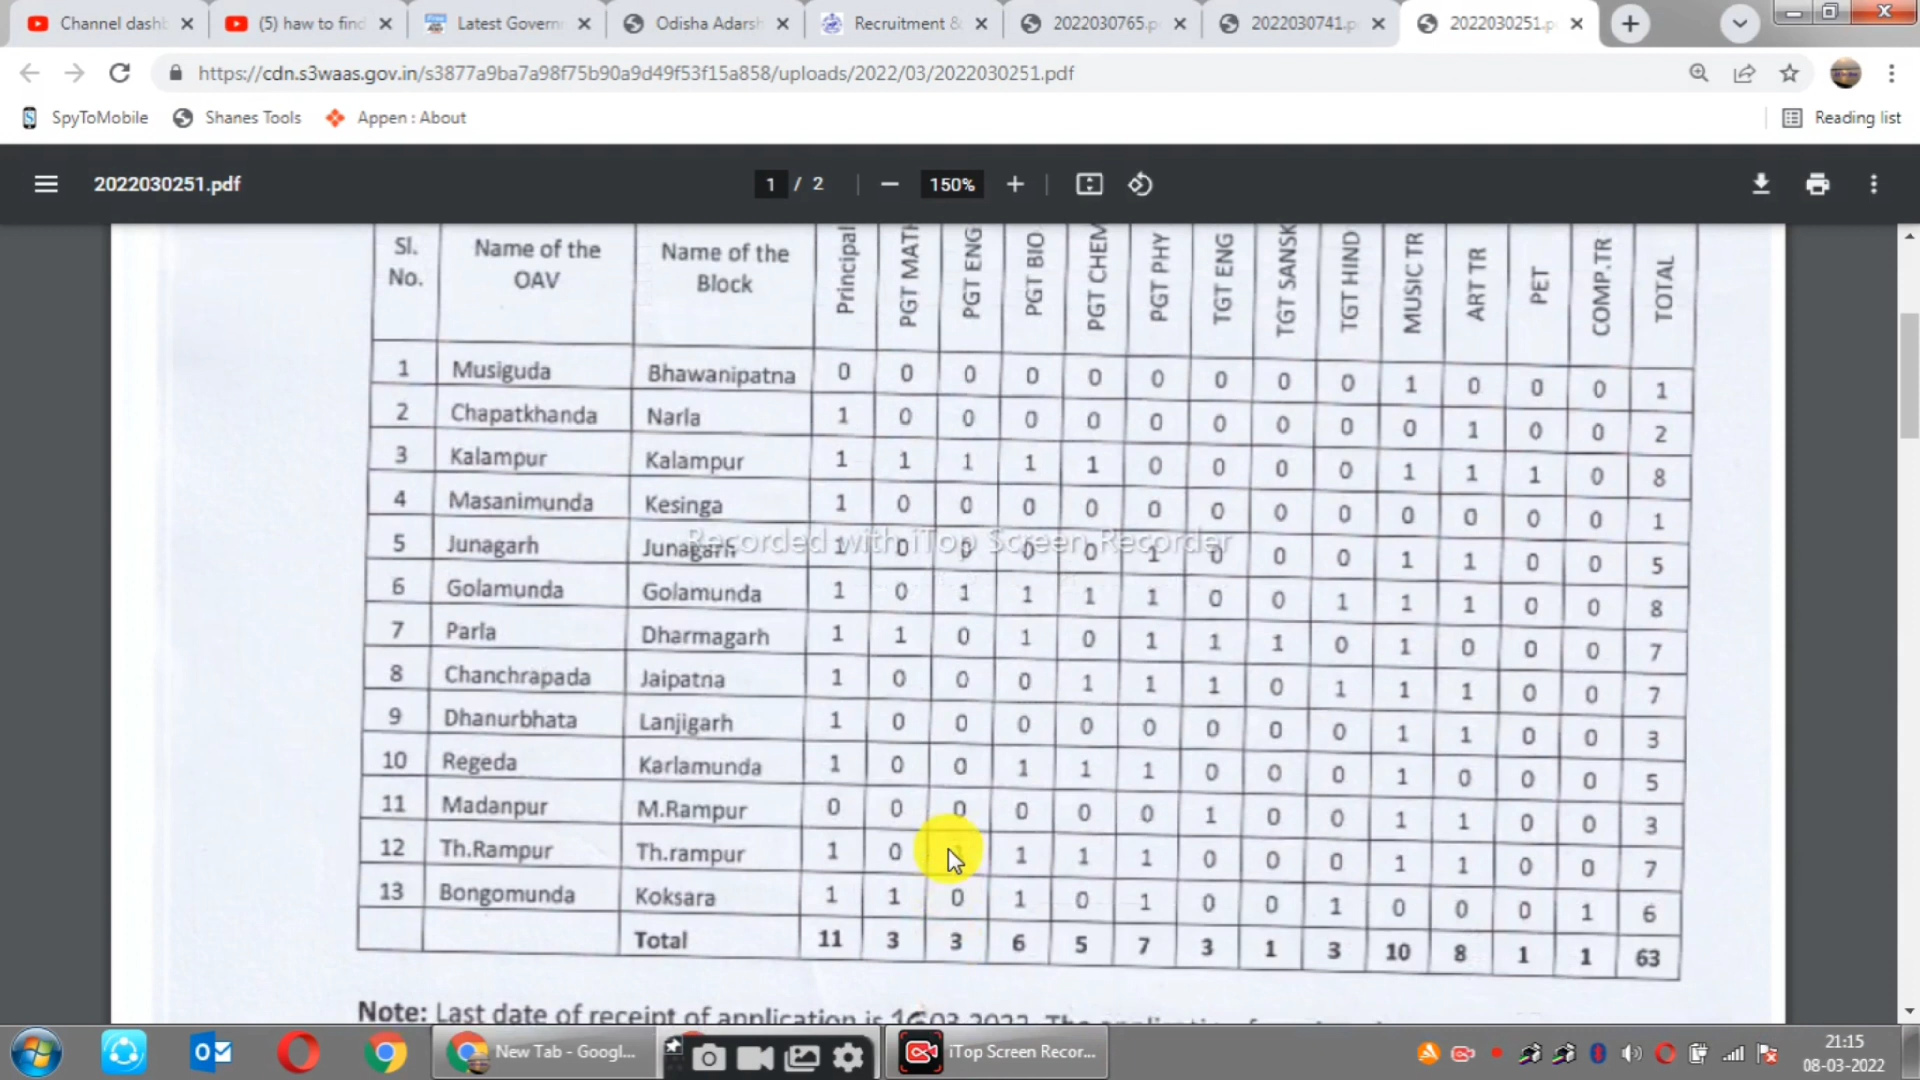 Channel dashb
(5) haw to find
Latest Governm
Odisha Adarsh
Recruitment &
2022030765.p
2022030741.p
2022030251.p
https://cdn.s3waas.gov.in/s3877a9ba7a98f75b90a9d49f53f15a858/uploads/2022/03/2022030251.pdf
SpyToMobile
Shanes Tools
Appen : About
Reading list
2022030251.pdf
1 / 2
150%
Sl. No. Name of the OAV Name of the Block Principal PGT MATH PGT ENG PGT BIO PGT CHEM PGT PHY TGT ENG TGT SANSK TGT HIND MUSIC TR ART TR PET COMP.TR TOTAL
1 Musiguda Bhawanipatna 0 0 0 0 0 0 0 0 0 1 0 0 0 1
2 Chapatkhanda Narla 1 0 0 0 0 0 0 0 0 0 1 0 0 2
3 Kalampur Kalampur 1 1 1 1 1 0 0 0 0 1 1 1 0 8
4 Masanimunda Kesinga 1 0 0 0 0 0 0 0 0 0 0 0 0 1
Recorded with iTop Screen Recorder
5 Junagarh Junagarh 1 0 0 0 0 1 0 0 0 1 1 0 0 5
6 Golamunda Golamunda 1 0 1 1 1 1 0 0 1 1 1 0 0 8
7 Parla Dharmagarh 1 1 0 1 0 1 1 1 0 1 0 0 0 7
8 Chanchrapada Jaipatna 1 0 0 0 1 1 1 0 1 1 1 0 0 7
9 Dhanurbhata Lanjigarh 1 0 0 0 0 0 0 0 0 1 1 0 0 3
10 Regeda Karlamunda 1 0 0 1 1 1 0 0 0 1 0 0 0 5
11 Madanpur M.Rampur 0 0 0 0 0 0 1 0 0 1 1 0 0 3
12 Th.Rampur Th.rampur 1 0 1 1 1 1 0 0 0 1 1 0 0 7
13 Bongomunda Koksara 1 1 0 1 0 1 0 0 1 0 0 0 1 6
Total 11 3 3 6 5 7 3 1 3 10 8 1 1 63
Note: Last date of receipt of application is 16.03.2022. The application
New Tab - Googl...
iTop Screen Recor...
21:15
08-03-2022